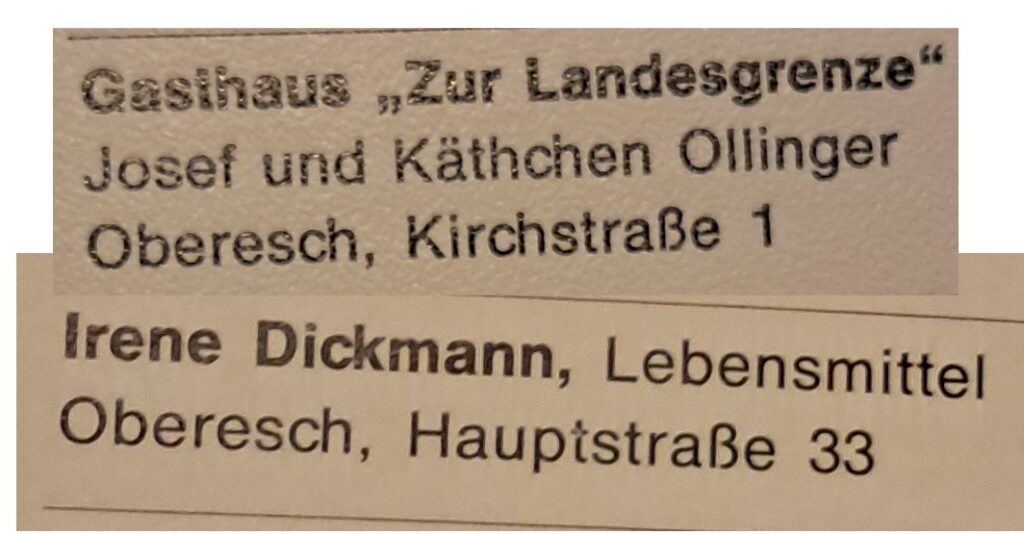 Gasthaus „Zur Landesgrenze“
Josef und Käthchen Ollinger
Oberesch, Kirchstraße 1
Irene Dickmann, Lebensmittel
Oberesch, Hauptstraße 33